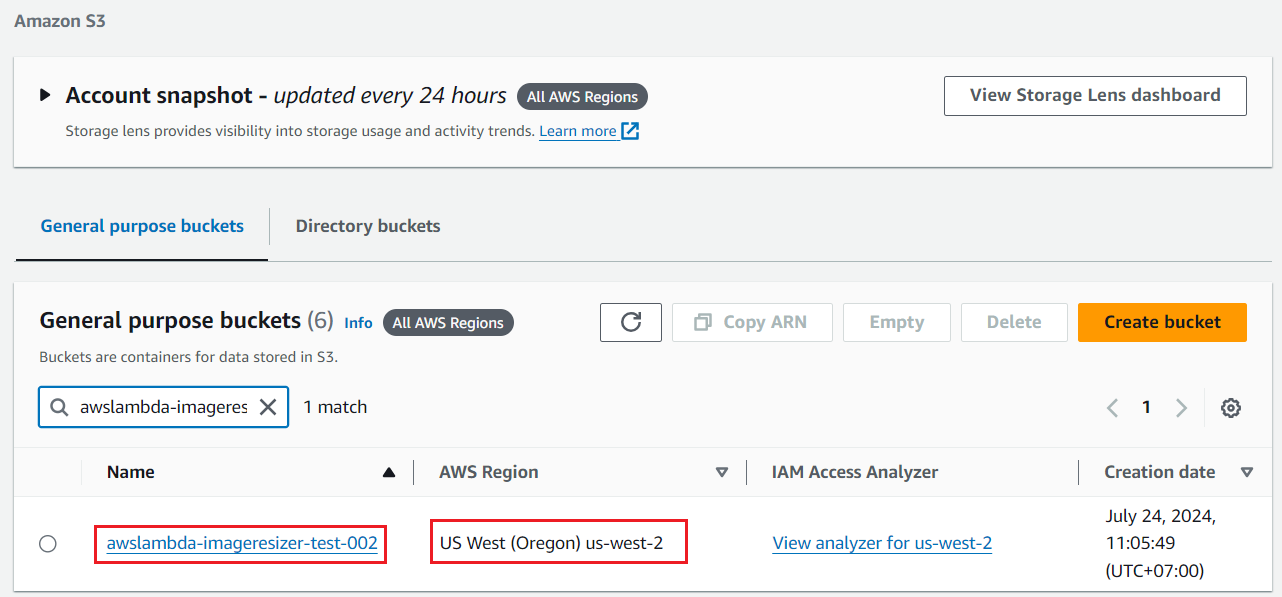 Amazon S3
Account snapshot - updated every 24 hours All AWS Regions
View Storage Lens dashboard
Storage lens provides visibility into storage usage and activity trends. Learn more
General purpose buckets
Directory buckets
General purpose buckets (6) Info All AWS Regions
Copy ARN
Empty
Delete
Create bucket
Buckets are containers for data stored in S3.
awslambda-imageres
1 match
1
Name
AWS Region
IAM Access Analyzer
Creation date
awslambda-imageresizer-test-002
US West (Oregon) us-west-2
View analyzer for us-west-2
July 24, 2024,
11:05:49
(UTC+07:00)